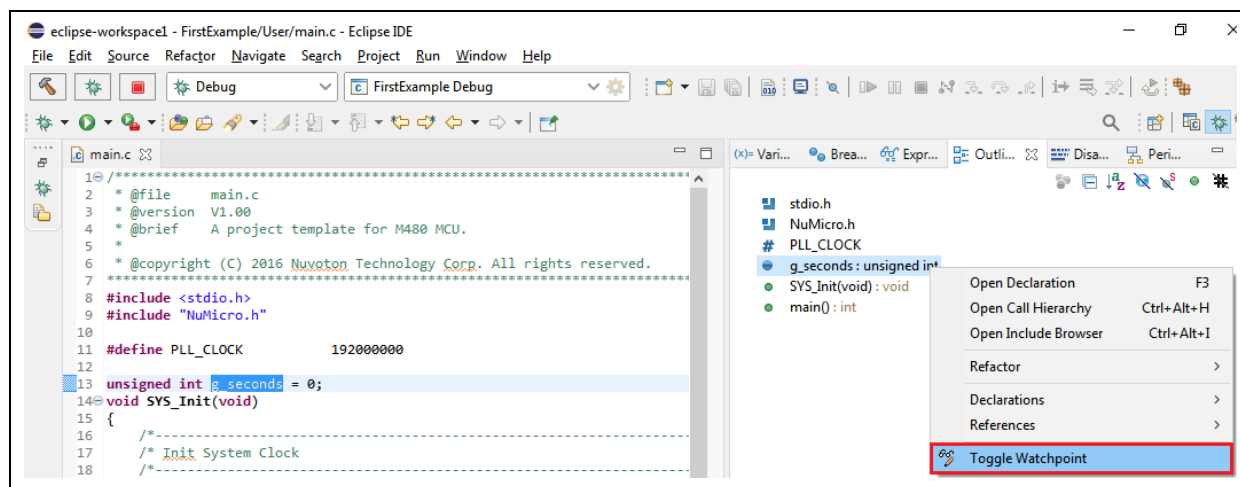 eclipse-workspace1 - FirstExample/User/main.c - Eclipse IDE
File Edit Source Refactor Navigate Search Project Run Window Help
Debug FirstExample Debug
main.c
(x)= Vari... Brea... Expr... Outli... Disa... Peri...
1 /********************************************************************
2 * @file main.c
3 * @version V1.00
4 * @brief A project template for M480 MCU.
5 *
6 * @copyright (C) 2016 Nuvoton Technology Corp. All rights reserved.
7 ********************************************************************
8 #include <stdio.h>
9 #include "NuMicro.h"
10
11 #define PLL_CLOCK 192000000
12
13 unsigned int g_seconds = 0;
14 void SYS_Init(void)
15 {
16 /*---------------------------------------------------------------
17 /* Init System Clock
18 /*---------------------------------------------------------------
stdio.h
NuMicro.h
# PLL_CLOCK
g_seconds : unsigned int
SYS_Init(void) : void
main() : int
Open Declaration F3
Open Call Hierarchy Ctrl+Alt+H
Open Include Browser Ctrl+Alt+I
Refactor >
Declarations >
References >
Toggle Watchpoint